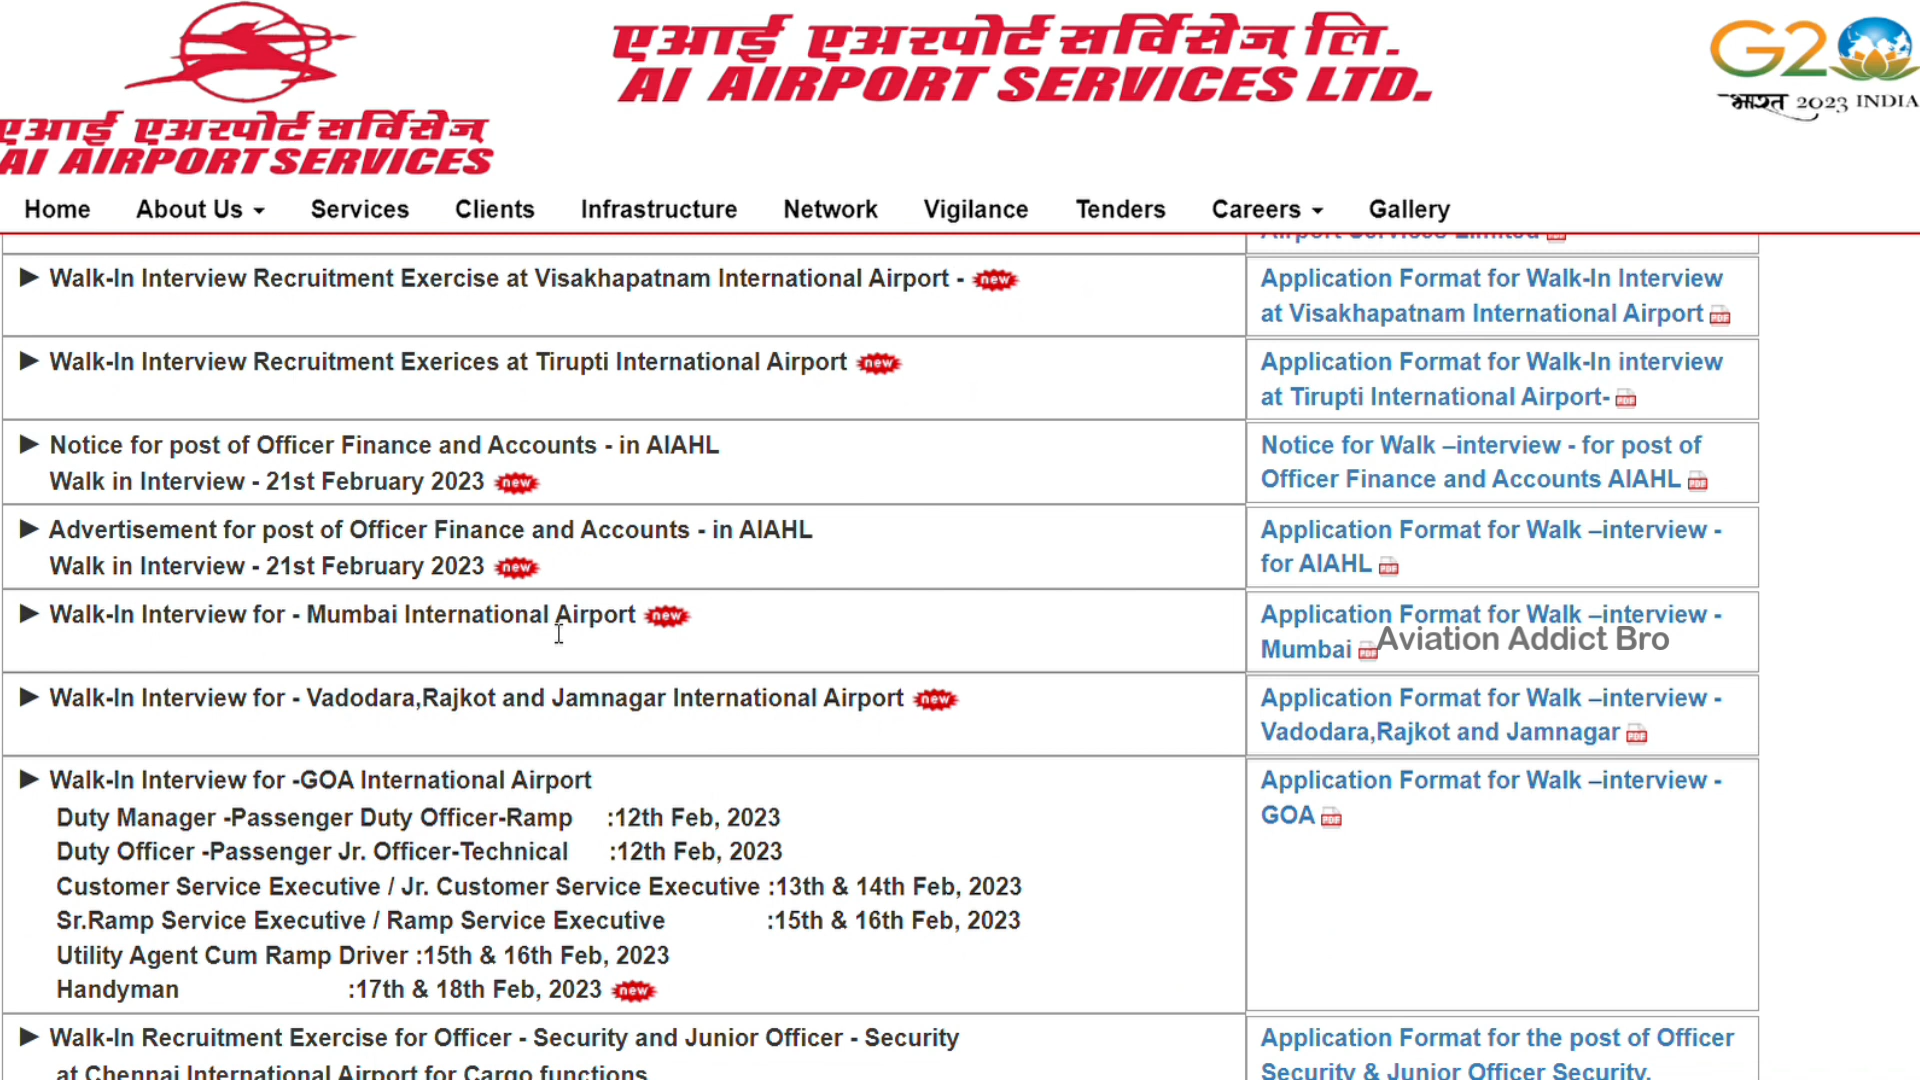 एआई एअरपोर्ट सर्विसेज् लि.
AI AIRPORT SERVICES LTD.
एआई एअरपोर्ट सर्विसेज्
AI AIRPORT SERVICES
G20
भारत 2023 INDIA
Home About Us Services Clients Infrastructure Network Vigilance Tenders Careers Gallery
Airport Services Limited
Walk-In Interview Recruitment Exercise at Visakhapatnam International Airport - new
Application Format for Walk-In Interview
at Visakhapatnam International Airport
Walk-In Interview Recruitment Exerices at Tirupti International Airport new
Application Format for Walk-In interview
at Tirupti International Airport-
Notice for post of Officer Finance and Accounts - in AIAHL
Walk in Interview - 21st February 2023 new
Notice for Walk –interview - for post of
Officer Finance and Accounts AIAHL
Advertisement for post of Officer Finance and Accounts - in AIAHL
Walk in Interview - 21st February 2023 new
Application Format for Walk –interview -
for AIAHL
Walk-In Interview for - Mumbai International Airport new
Application Format for Walk –interview -
Mumbai
Aviation Addict Bro
Walk-In Interview for - Vadodara,Rajkot and Jamnagar International Airport new
Application Format for Walk –interview -
Vadodara,Rajkot and Jamnagar
Walk-In Interview for -GOA International Airport
Duty Manager -Passenger Duty Officer-Ramp :12th Feb, 2023
Duty Officer -Passenger Jr. Officer-Technical :12th Feb, 2023
Customer Service Executive / Jr. Customer Service Executive :13th & 14th Feb, 2023
Sr.Ramp Service Executive / Ramp Service Executive :15th & 16th Feb, 2023
Utility Agent Cum Ramp Driver :15th & 16th Feb, 2023
Handyman :17th & 18th Feb, 2023 new
Application Format for Walk –interview -
GOA
Walk-In Recruitment Exercise for Officer - Security and Junior Officer - Security
at Chennai International Airport for Cargo functions
Application Format for the post of Officer
Security & Junior Officer Security.